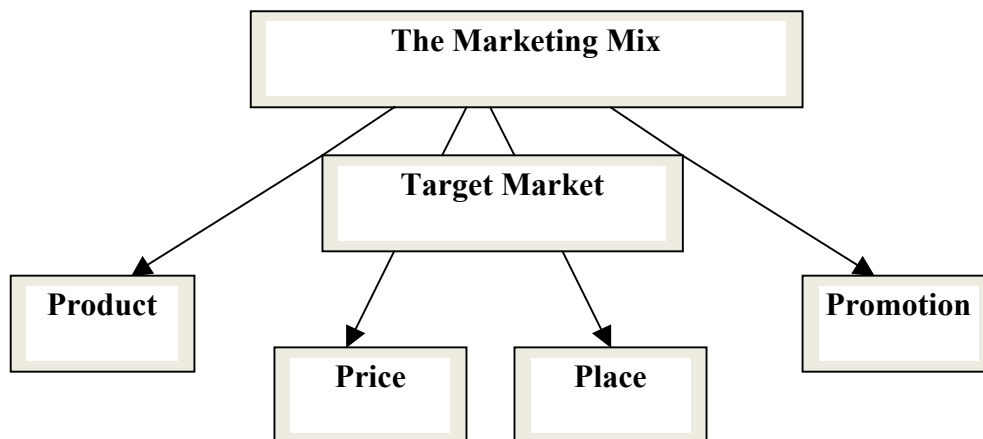 The Marketing Mix
Target Market
Product
Promotion
Price
Place